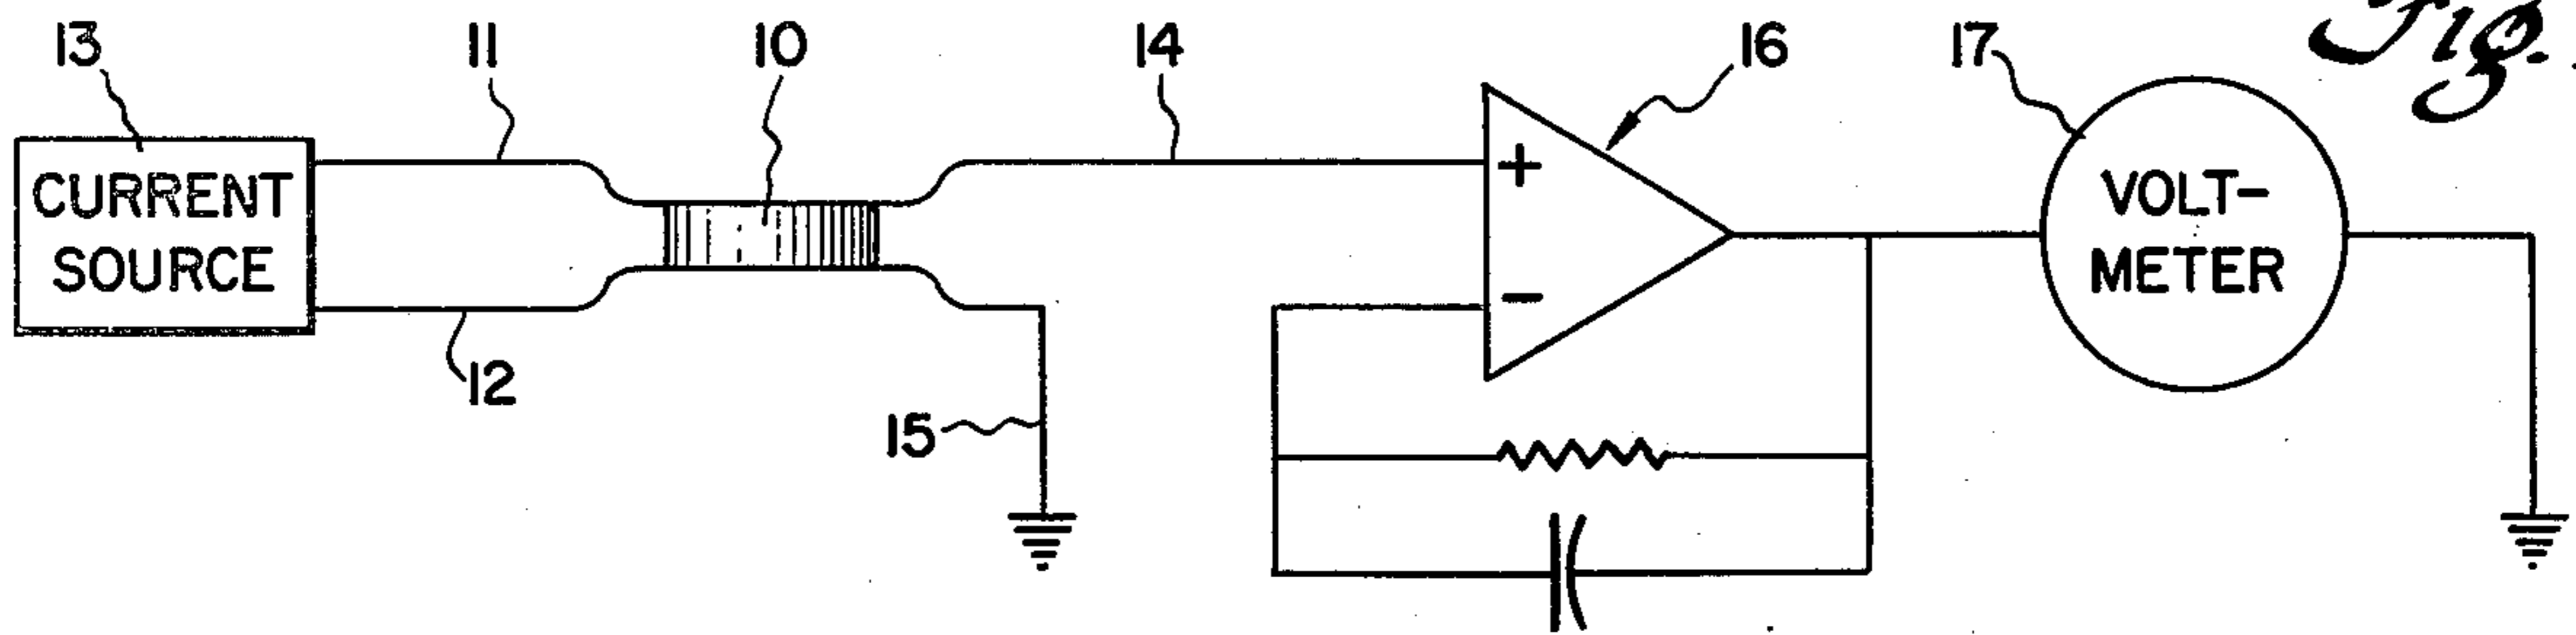 13 11 10 14 16 17 Fig.
CURRENT
SOURCE
+
VOLT-
METER
−
12
15